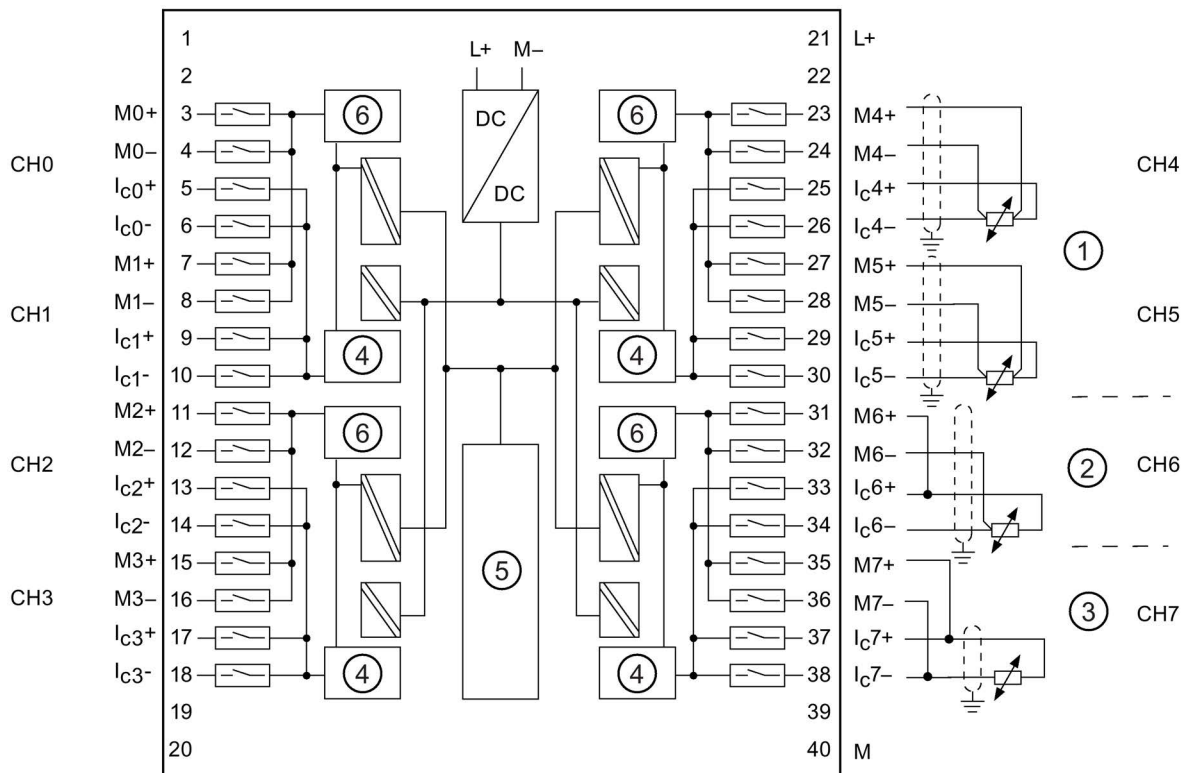 1 21 L+
2 L+ M– 22
M0+ 3 6 DC 6 23 M4+
CH0 M0– 4 24 M4– CH4
Ic0+ 5 25 Ic4+
DC
Ic0- 6 26 Ic4–
1
M1+ 7 27 M5+
CH1 M1– 8 28 M5– CH5
Ic1+ 9 4 4 29 Ic5+
Ic1- 10 30 Ic5–
M2+ 11 6 6 31 M6+
CH2 M2– 12 32 M6– 2 CH6
Ic2+ 13 33 Ic6+
Ic2- 14 34 Ic6–
M3+ 15 5 35 M7+
CH3 M3– 16 36 M7– 3 CH7
Ic3+ 17 37 Ic7+
Ic3- 18 4 4 38 Ic7–
19 39
20 40 M